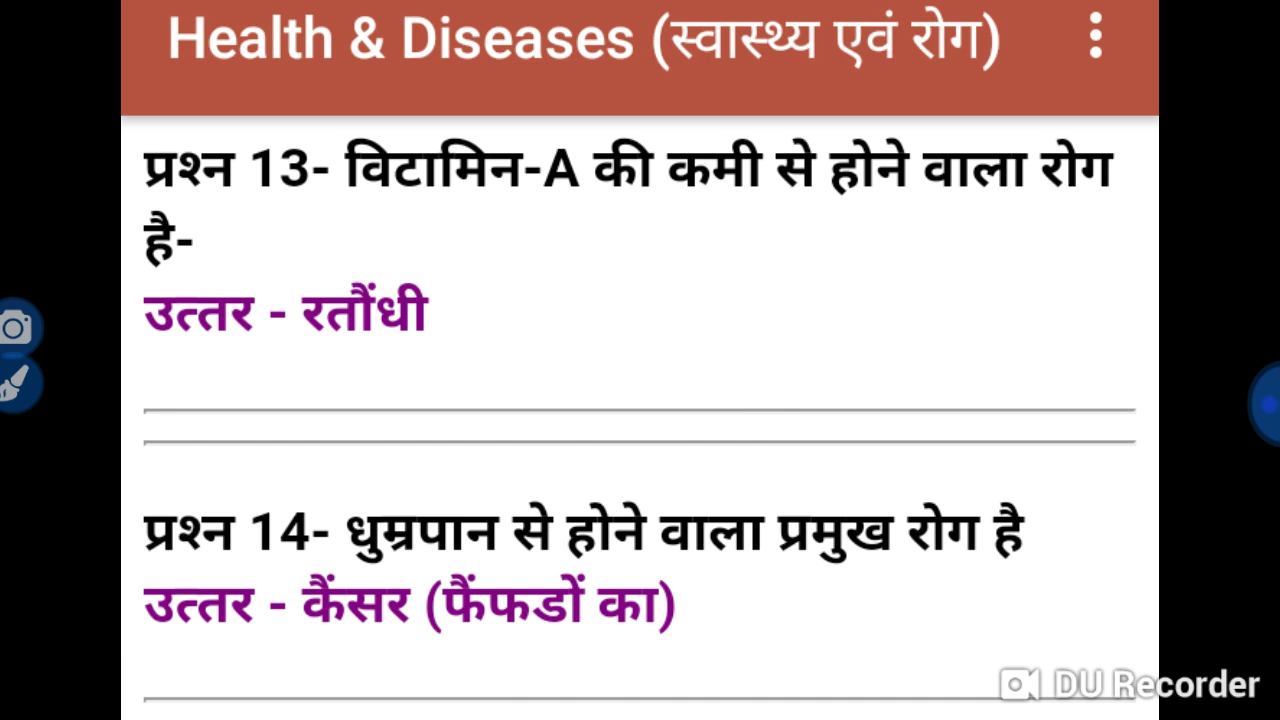 Health & Diseases (स्वास्थ्य एवं रोग)
प्रश्न 13- विटामिन-A की कमी से होने वाला रोग
है-
उत्तर - रतौंधी
प्रश्न 14- धुम्रपान से होने वाला प्रमुख रोग है
उत्तर - कैंसर (फैंफडों का)
DU Recorder